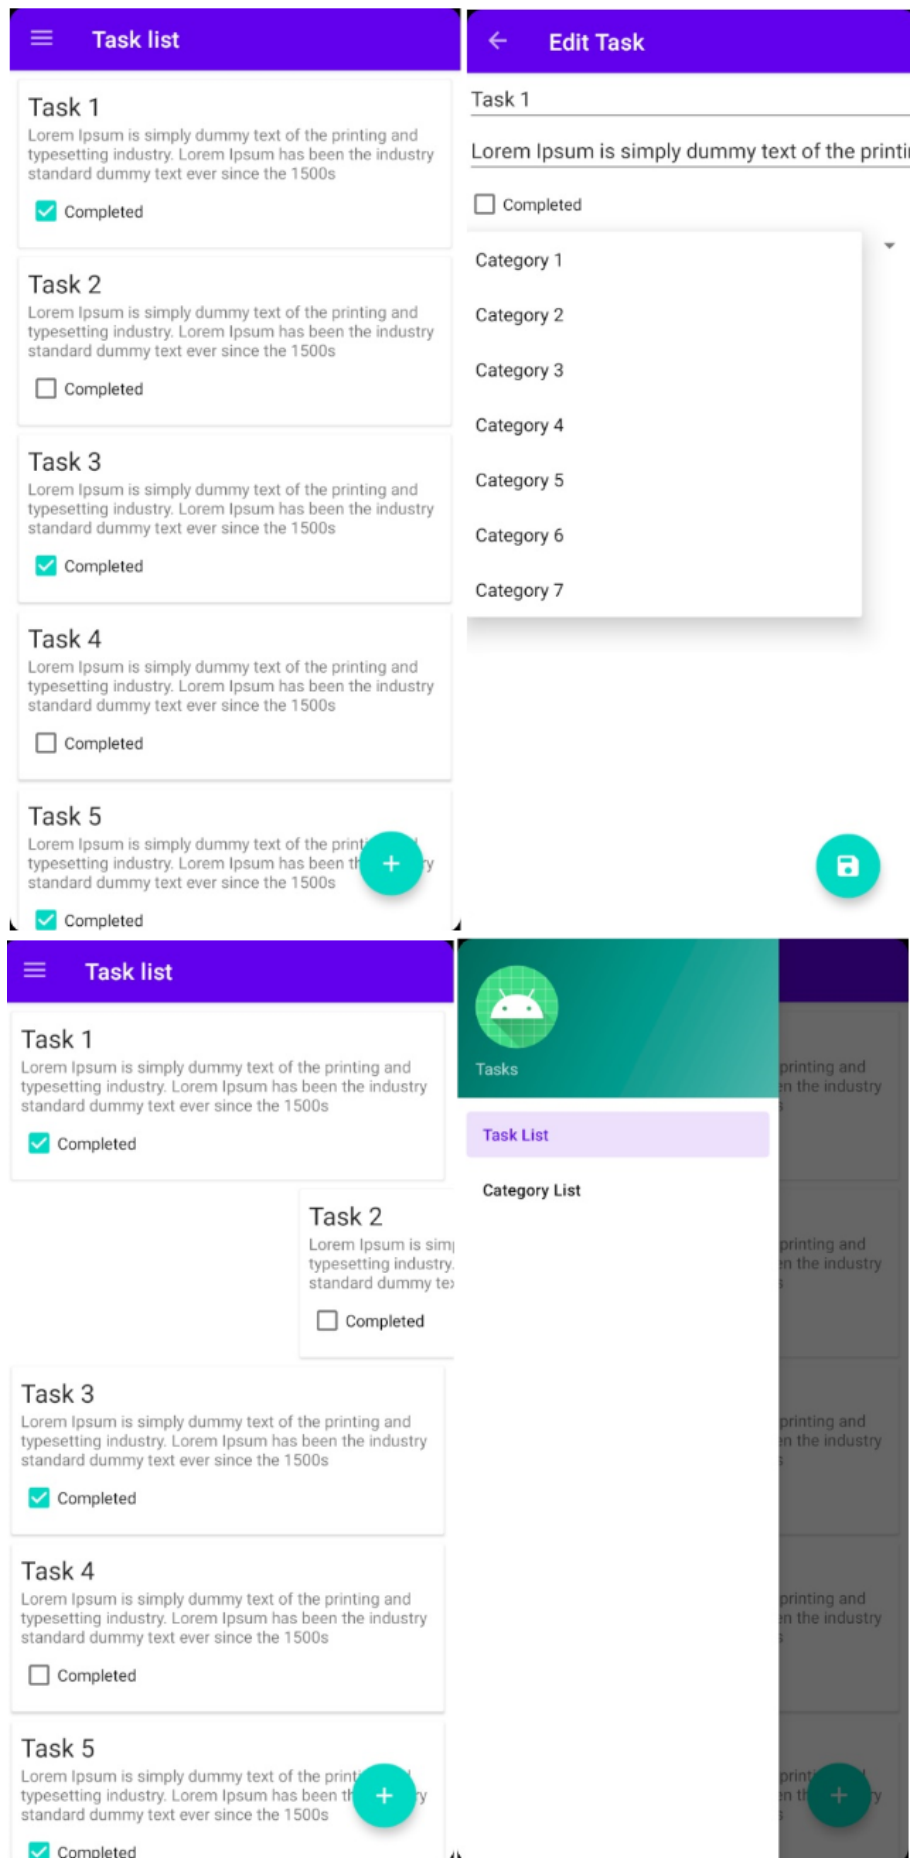 Task list
Task 1
Lorem Ipsum is simply dummy text of the printing and
typesetting industry. Lorem Ipsum has been the industry
standard dummy text ever since the 1500s
Completed
Task 2
Lorem Ipsum is simply dummy text of the printing and
typesetting industry. Lorem Ipsum has been the industry
standard dummy text ever since the 1500s
Completed
Task 3
Lorem Ipsum is simply dummy text of the printing and
typesetting industry. Lorem Ipsum has been the industry
standard dummy text ever since the 1500s
Completed
Task 4
Lorem Ipsum is simply dummy text of the printing and
typesetting industry. Lorem Ipsum has been the industry
standard dummy text ever since the 1500s
Completed
Task 5
Lorem Ipsum is simply dummy text of the print
typesetting industry. Lorem Ipsum has been th y
standard dummy text ever since the 1500s
Completed
Edit Task
Task 1
Lorem Ipsum is simply dummy text of the printi
Completed
Category 1
Category 2
Category 3
Category 4
Category 5
Category 6
Category 7
Task list
Task 1
Lorem Ipsum is simply dummy text of the printing and
typesetting industry. Lorem Ipsum has been the industry
standard dummy text ever since the 1500s
Completed
Task 2
Lorem Ipsum is sim
typesetting industry.
standard dummy te
Completed
Task 3
Lorem Ipsum is simply dummy text of the printing and
typesetting industry. Lorem Ipsum has been the industry
standard dummy text ever since the 1500s
Completed
Task 4
Lorem Ipsum is simply dummy text of the printing and
typesetting industry. Lorem Ipsum has been the industry
standard dummy text ever since the 1500s
Completed
Task 5
Lorem Ipsum is simply dummy text of the print
typesetting industry. Lorem Ipsum has been th y
standard dummy text ever since the 1500s
Completed
Tasks
Task List
Category List
printing and
en the industry
printing and
en the industry
printing and
en the industry
printing and
en the industry
print
en th y